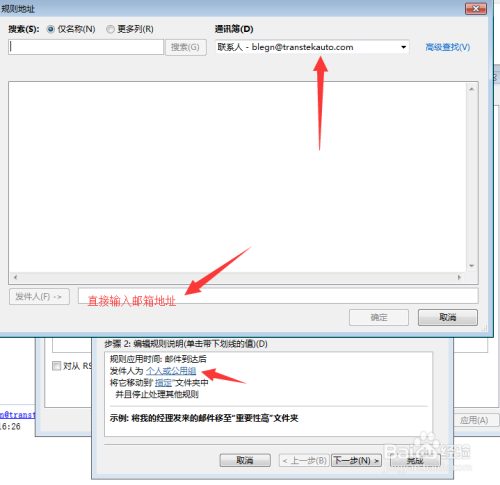 规则地址
搜索(S): 仅名称(N) 更多列(R) 通讯簿(D)
搜索(G) 联系人 - blegn@transtekauto.com 高级查找(V)
发件人(F) -> 直接输入邮箱地址
确定 取消
步骤 2: 编辑规则说明(单击带下划线的值)(D)
对从 RS
规则应用时间: 邮件到达后
发件人为 个人或公用组
将它移动到"指定"文件夹中
并且停止处理其他规则
n@transt
示例: 将我的经理发来的邮件移至"重要性高"文件夹
应用(A)
6:26
取消 < 上一步(B) 下一步(N) > 完成
Baidu 经验